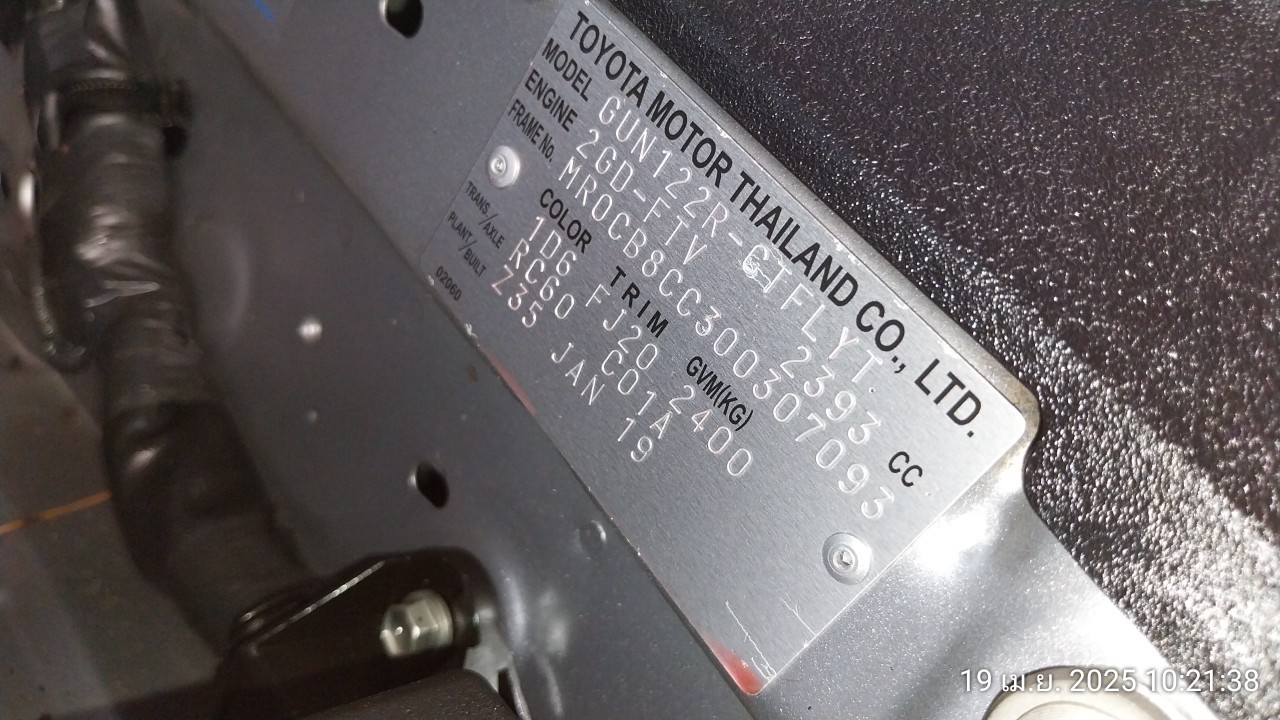 TOYOTA MOTOR THAILAND CO., LTD.
MODEL GUN122R-CTFLYT
ENGINE 2GD-FTV 2393 CC
FRAME No. MR0CB8CC300307093
COLOR TRIM GVM(KG)
1D6 FJ20 2400
TRANS/AXLE RC60 C01A
PLANT/BUILT Z35 JAN 19
02060
19 เม.ย. 2025 10:21:38